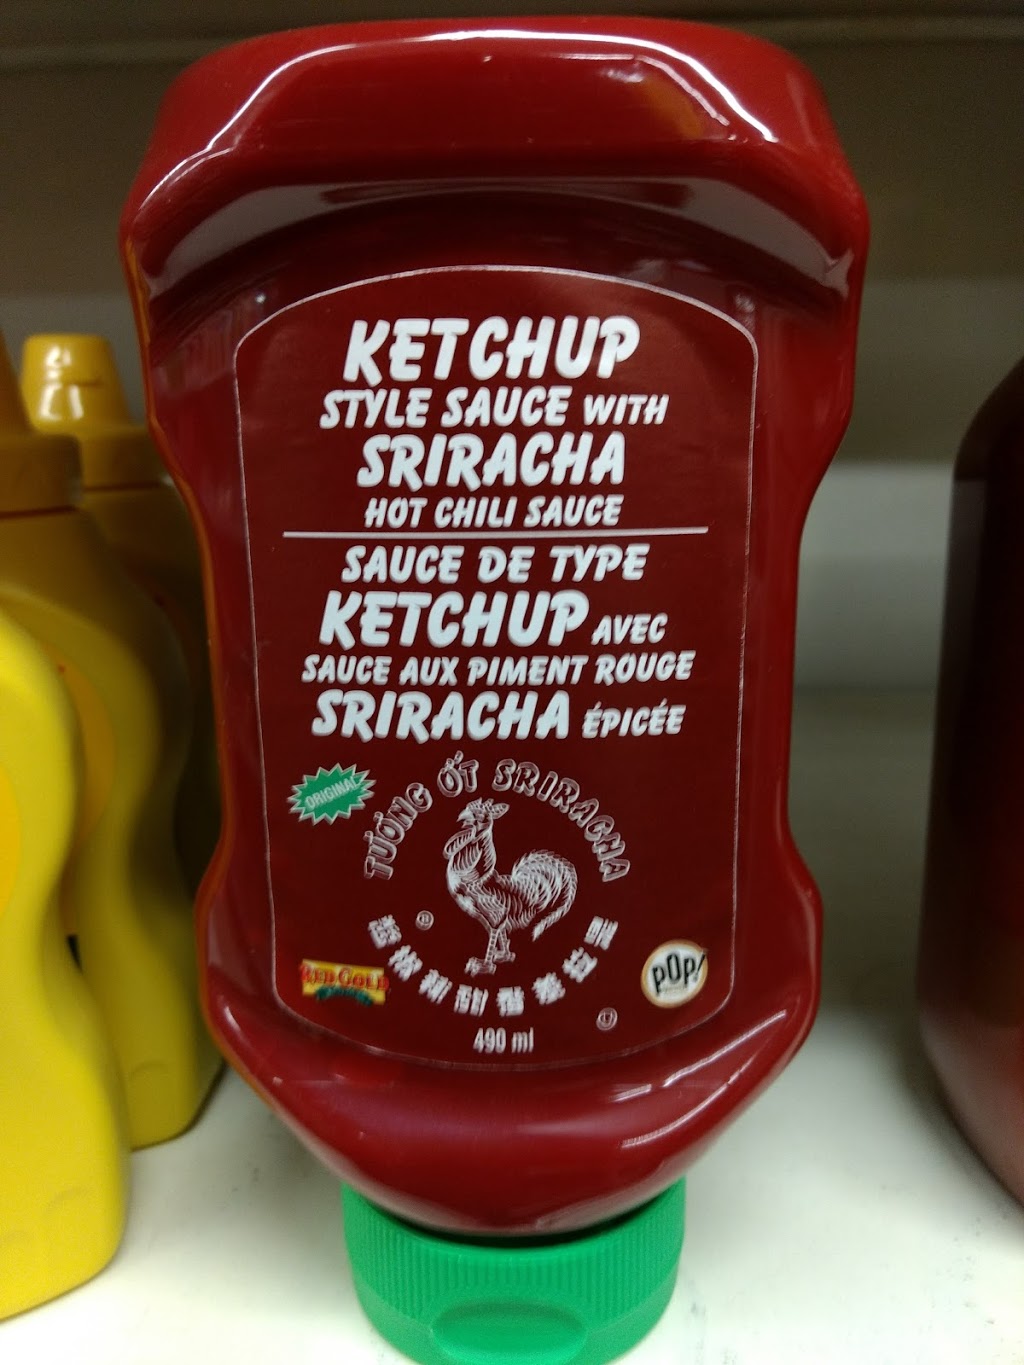 KETCHUP
STYLE SAUCE WITH
SRIRACHA
HOT CHILI SAUCE
SAUCE DE TYPE
KETCHUP AVEC
SAUCE AUX PIMENT ROUGE
SRIRACHA ÉPICÉE
ORIGINAL
TƯƠNG ỚT SRIRACHA
®
RED GOLD
POP!
490 ml
U